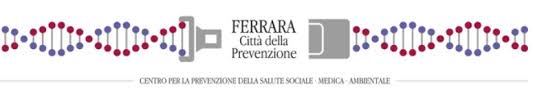 FERRARA
Città della
Prevenzione
CENTRO PER LA PREVENZIONE DELLA SALUTE SOCIALE · MEDICA · AMBIENTALE